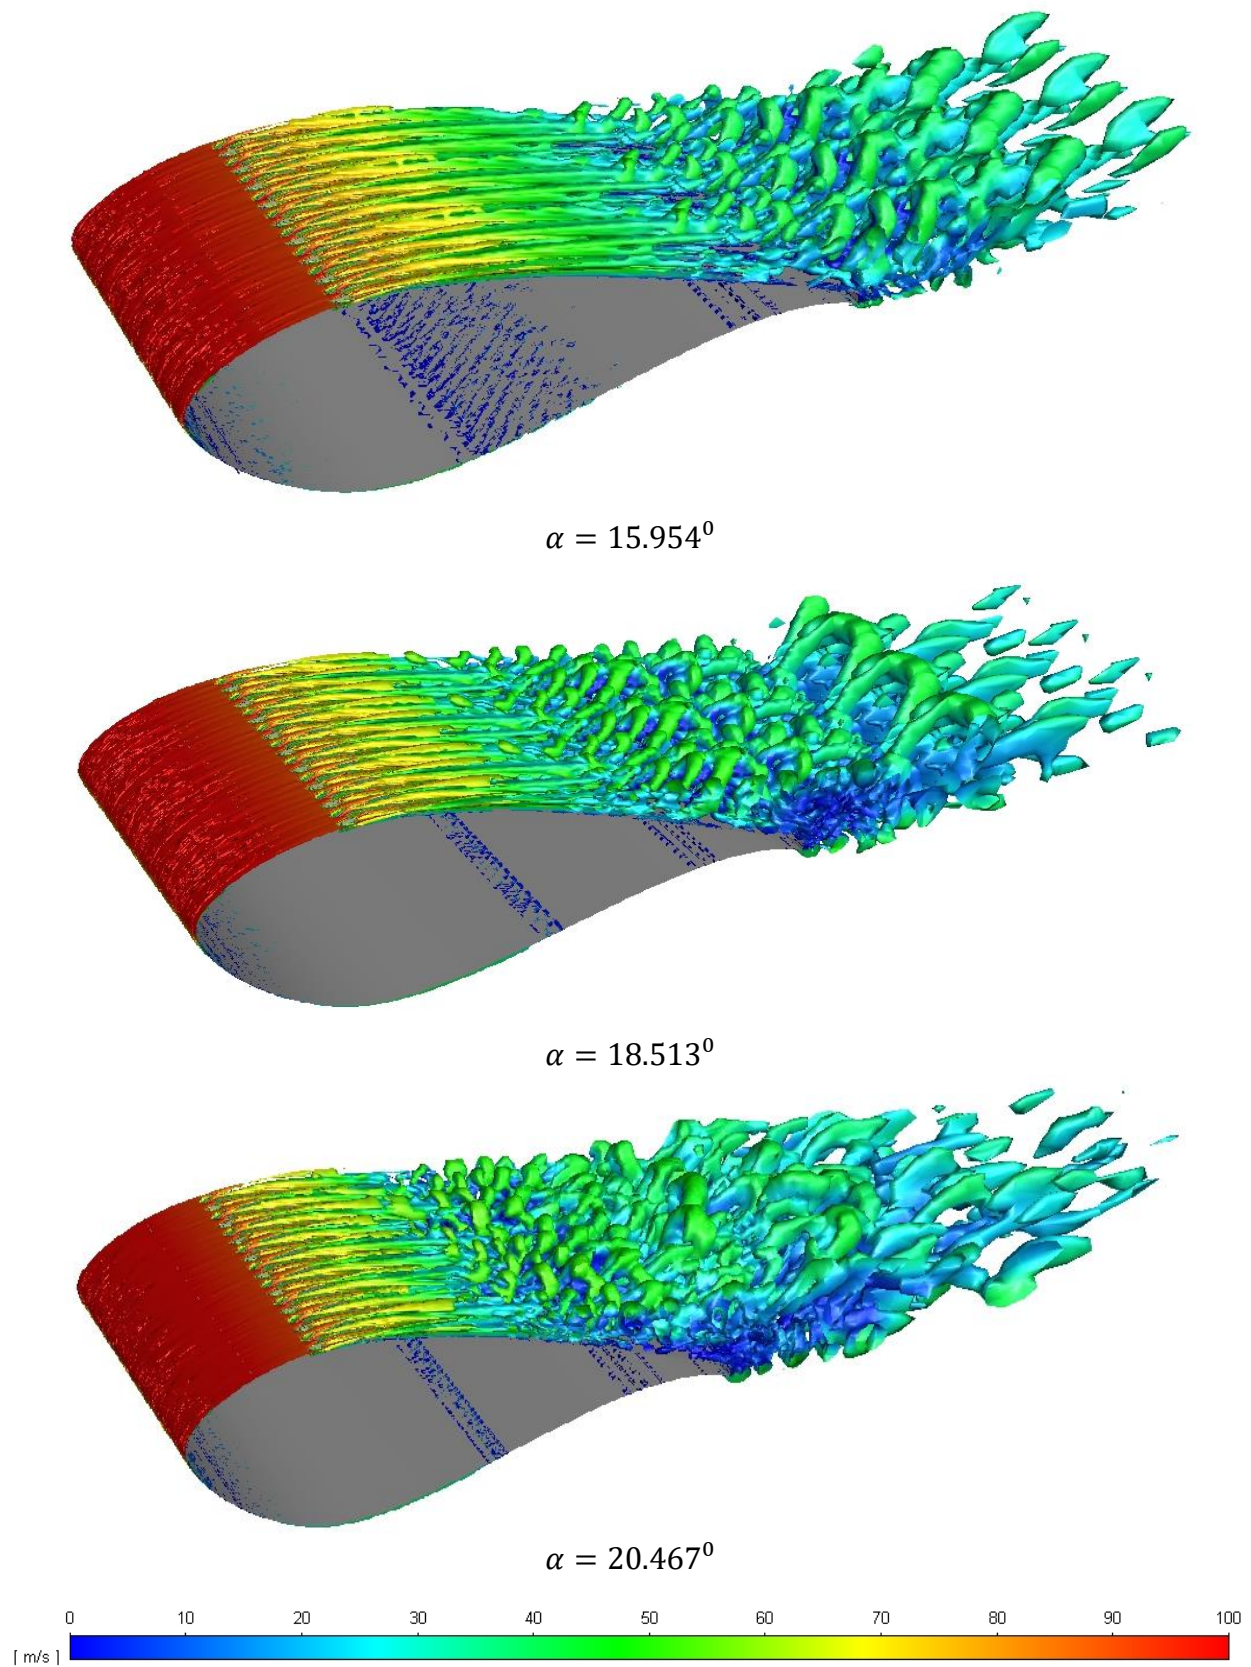 α = 15.954⁰
α = 18.513⁰
α = 20.467⁰
0 10 20 30 40 50 60 70 80 90 100
[ m/s ]